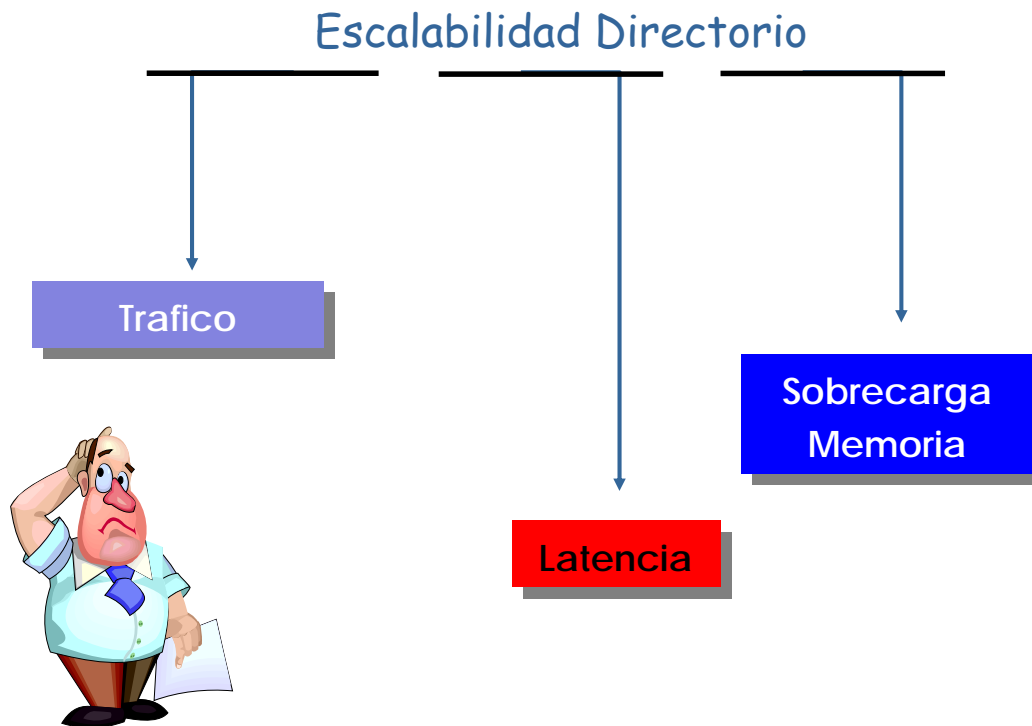 Escalabilidad Directorio
Trafico
Sobrecarga
Memoria
Latencia